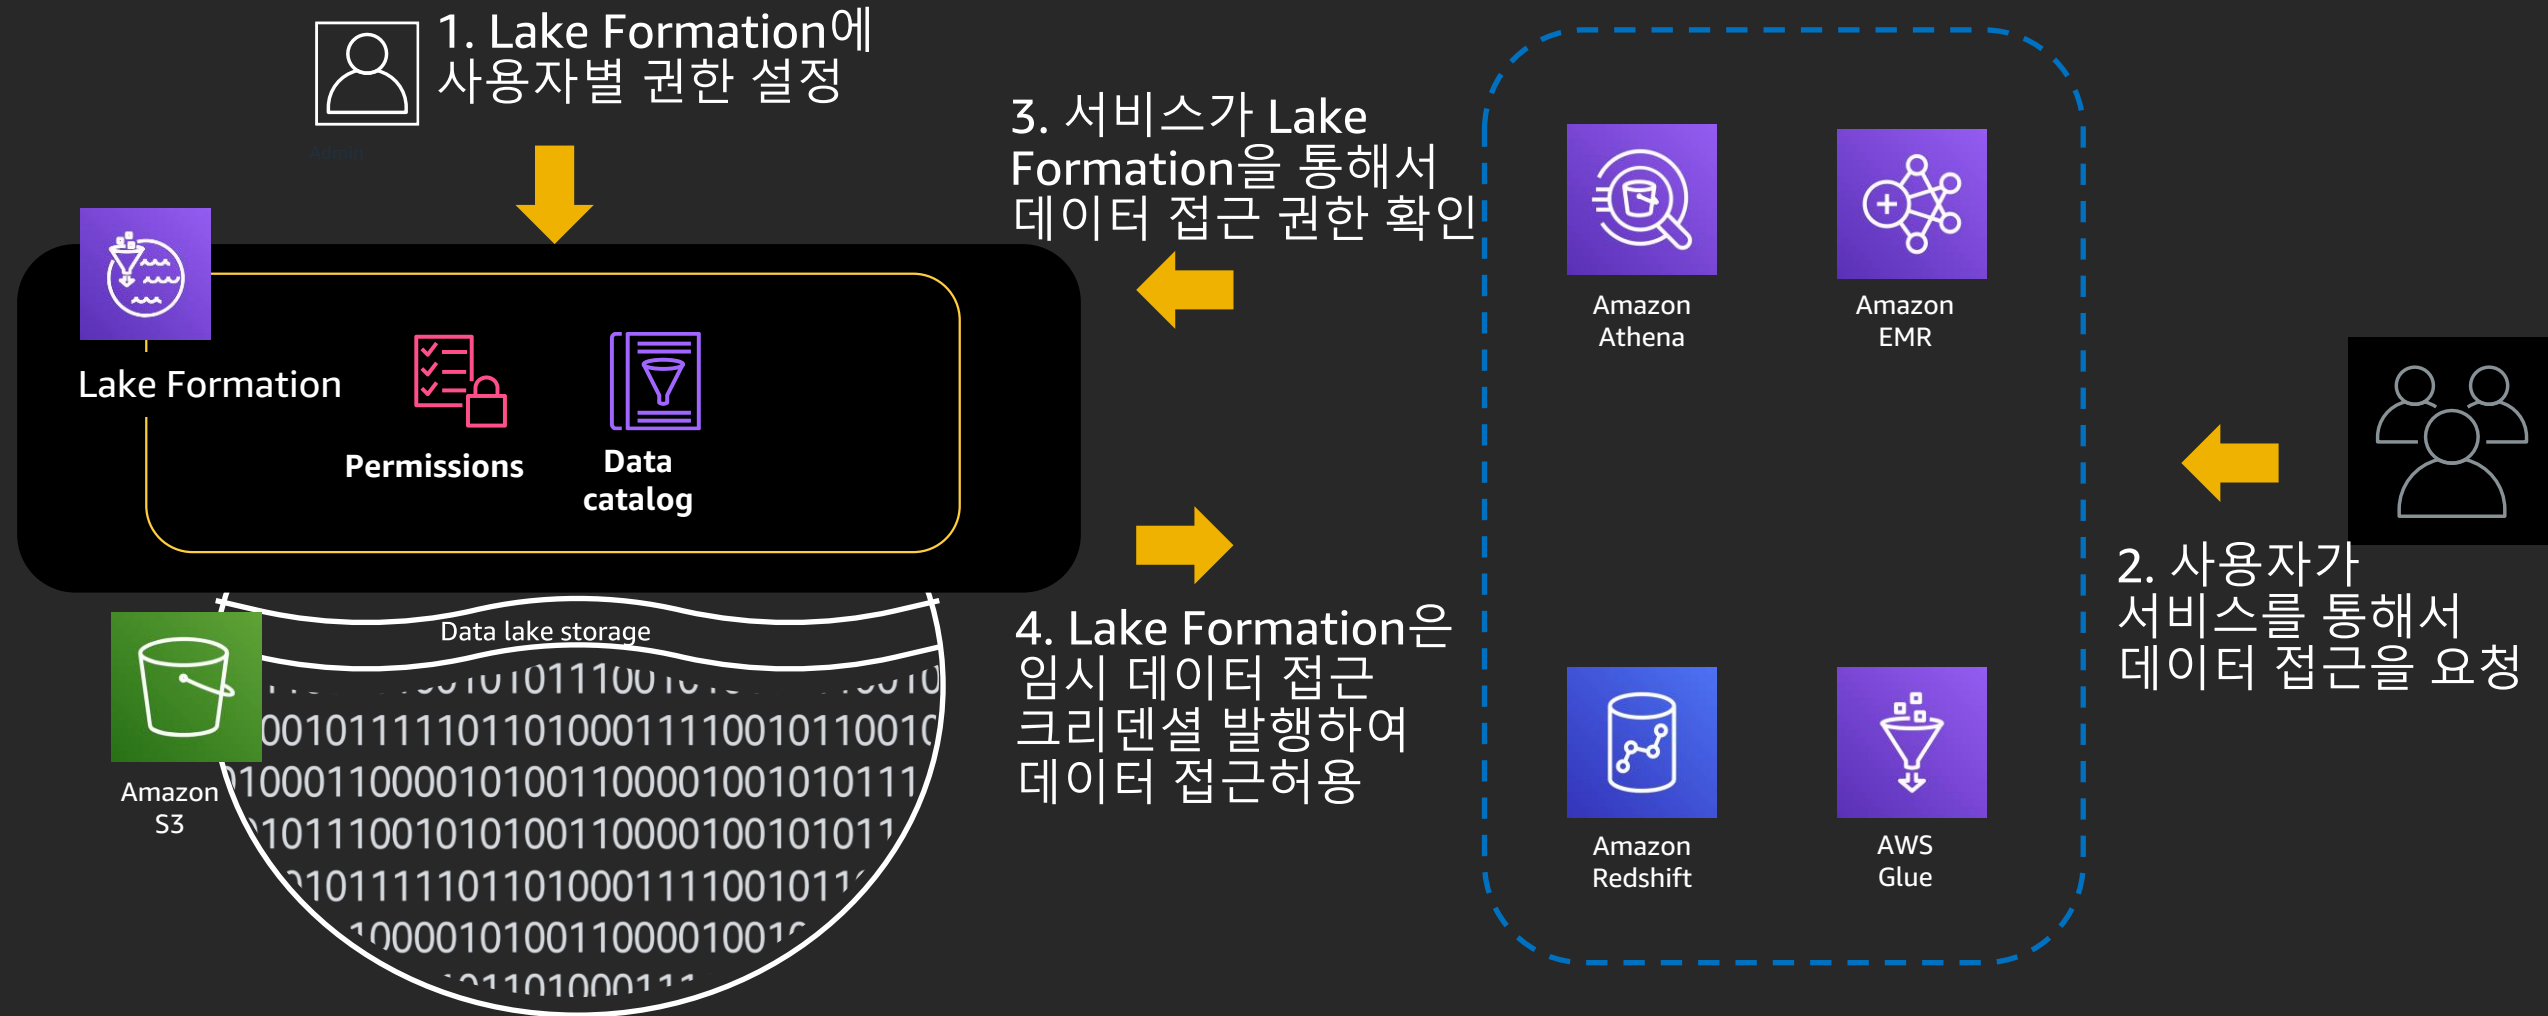 1. Lake Formation에
사용자별 권한 설정
Admin
3. 서비스가 Lake
Formation을 통해서
데이터 접근 권한 확인
Lake Formation
Permissions
Data
catalog
Amazon
Athena
Amazon
EMR
2. 사용자가
서비스를 통해서
데이터 접근을 요청
4. Lake Formation은
임시 데이터 접근
크리덴셜 발행하여
데이터 접근허용
Data lake storage
Amazon
S3
Amazon
Redshift
AWS
Glue